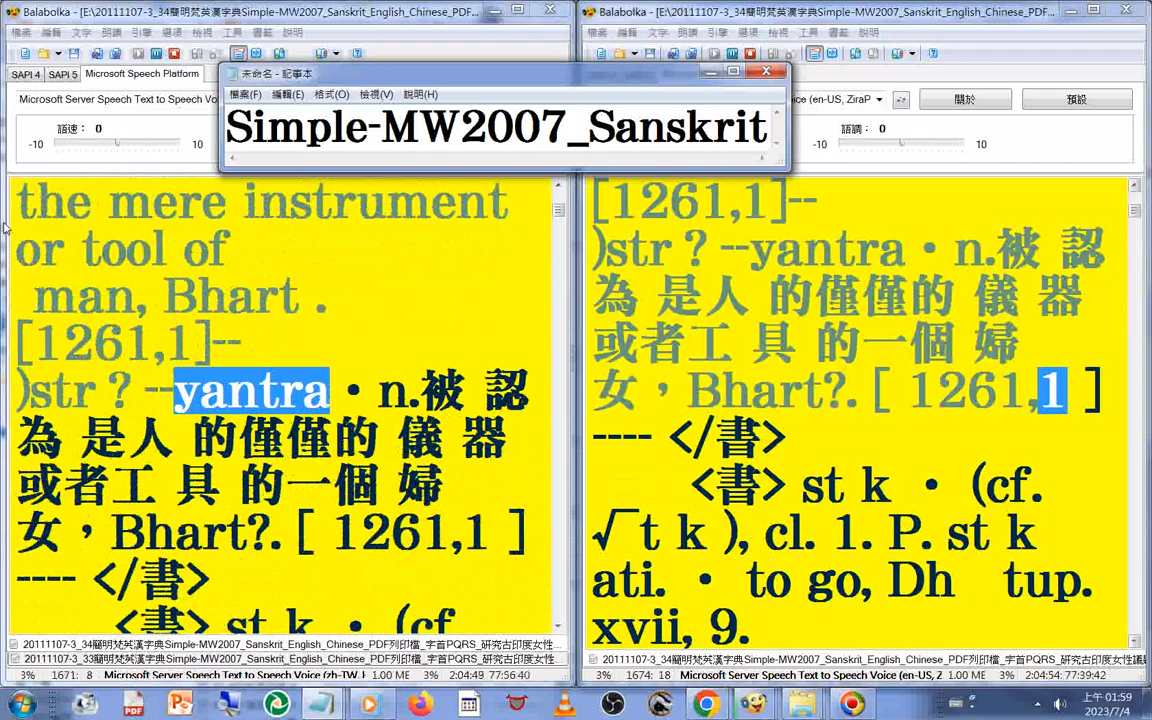 Balabolka - [E:\20111107-3_34簡明梵英漢字典Simple-MW2007_Sanskrit_English_Chinese_PDF...
檔案 編輯 文字 朗讀 引擎 選項 檢視 工具 書籤 說明
SAPI 4 SAPI 5 Microsoft Speech Platform
Microsoft Server Speech Text to Speech Vo
語速： 0
-10 10
the mere instrument
or tool of
man, Bhart .
[1261,1]--
)str ? --yantra • n.被 認
為 是人 的僅僅的 儀 器
或者工 具 的一個 婦
女，Bhart?. [ 1261,1 ]
---- </書>
<書> st k • (cf
20111107-3_34簡明梵英漢字典Simple-MW2007_Sanskrit_English_Chinese_PDF列印檔_字首PQRS_研究古印度女性...
20111107-3_33簡明梵英漢字典Simple-MW2007_Sanskrit_English_Chinese_PDF列印檔_字首PQRS_研究古印度女性...
3% 1671: 8 Microsoft Server Speech Text to Speech Voice (zh-TW, 1.00 ME 3% 2:04:49 77:56:40
未命名 - 記事本
檔案(F) 編輯(E) 格式(O) 檢視(V) 說明(H)
Simple-MW2007_Sanskrit
Balabolka - [E:\20111107-3_34簡明梵英漢字典Simple-MW2007_Sanskrit_English_Chinese_PDF...
檔案 編輯 文字 朗讀 引擎 選項 檢視 工具 書籤 說明
ice (en-US, ZiraP 關於 預設
語調： 0
-10 10
[1261,1]--
)str ? --yantra • n.被 認
為 是人 的僅僅的 儀 器
或者工 具 的一個 婦
女，Bhart?. [ 1261,1 ]
---- </書>
<書> st k • (cf.
√ t k ), cl. 1. P. st k
ati. • to go, Dh tup.
xvii, 9.
20111107-3_34簡明梵英漢字典Simple-MW2007_Sanskrit_English_Chinese_PDF列印檔_字首PQRS_研究古印度女性議
3% 1674: 18 Microsoft Server Speech Text to Speech Voice (en-US, Z 1.00 ME 3% 2:04:54 77:39:42
上午 01:59
2023/7/4